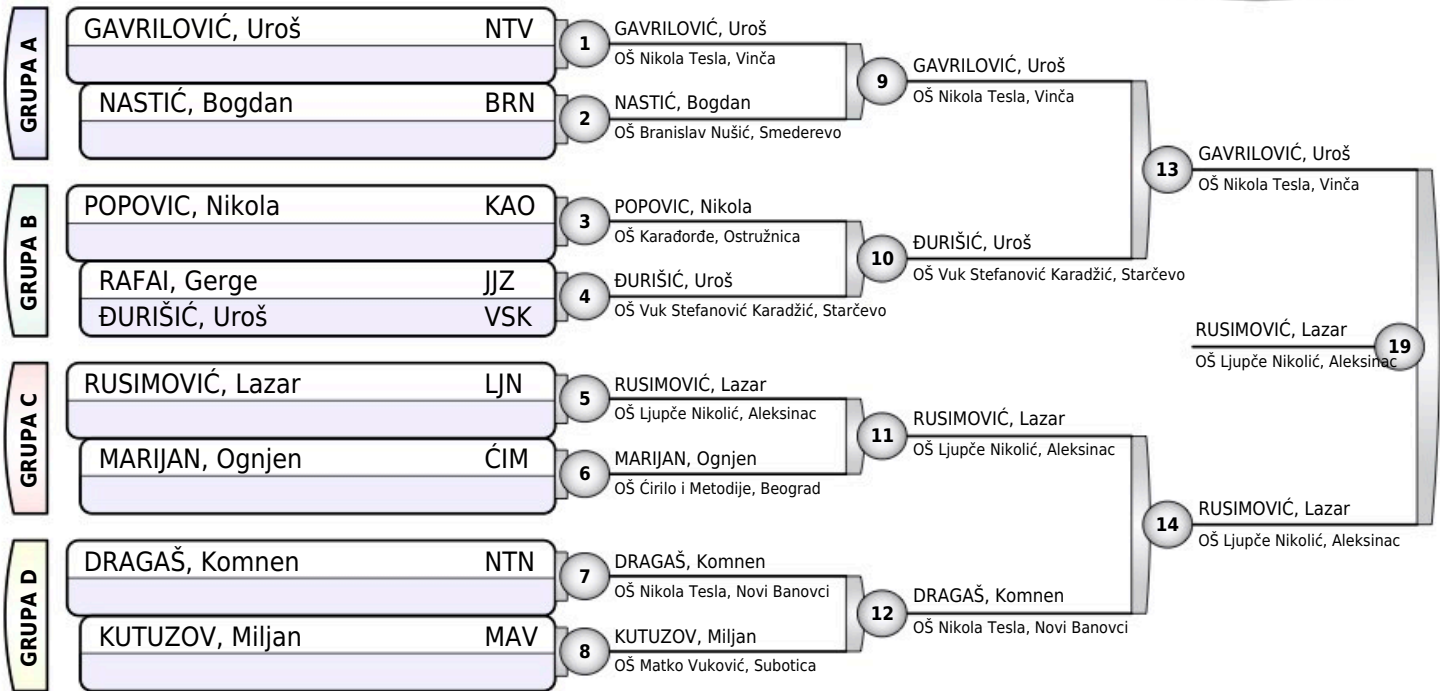 GRUPA A
GAVRILOVIĆ, Uroš NTV
NASTIĆ, Bogdan BRN
GRUPA B
POPOVIC, Nikola KAO
RAFAI, Gerge JJZ
ĐURIŠIĆ, Uroš VSK
GRUPA C
RUSIMOVIĆ, Lazar LJN
MARIJAN, Ognjen ĆIM
GRUPA D
DRAGAŠ, Komnen NTN
KUTUZOV, Miljan MAV
1
GAVRILOVIĆ, Uroš
OŠ Nikola Tesla, Vinča
2
NASTIĆ, Bogdan
OŠ Branislav Nušić, Smederevo
3
POPOVIC, Nikola
OŠ Karađorđe, Ostružnica
4
ĐURIŠIĆ, Uroš
OŠ Vuk Stefanović Karadžić, Starčevo
5
RUSIMOVIĆ, Lazar
OŠ Ljupče Nikolić, Aleksinac
6
MARIJAN, Ognjen
OŠ Ćirilo i Metodije, Beograd
7
DRAGAŠ, Komnen
OŠ Nikola Tesla, Novi Banovci
8
KUTUZOV, Miljan
OŠ Matko Vuković, Subotica
9
GAVRILOVIĆ, Uroš
OŠ Nikola Tesla, Vinča
10
ĐURIŠIĆ, Uroš
OŠ Vuk Stefanović Karadžić, Starčevo
11
RUSIMOVIĆ, Lazar
OŠ Ljupče Nikolić, Aleksinac
12
DRAGAŠ, Komnen
OŠ Nikola Tesla, Novi Banovci
13
GAVRILOVIĆ, Uroš
OŠ Nikola Tesla, Vinča
14
RUSIMOVIĆ, Lazar
OŠ Ljupče Nikolić, Aleksinac
RUSIMOVIĆ, Lazar
OŠ Ljupče Nikolić, Aleksinac
19